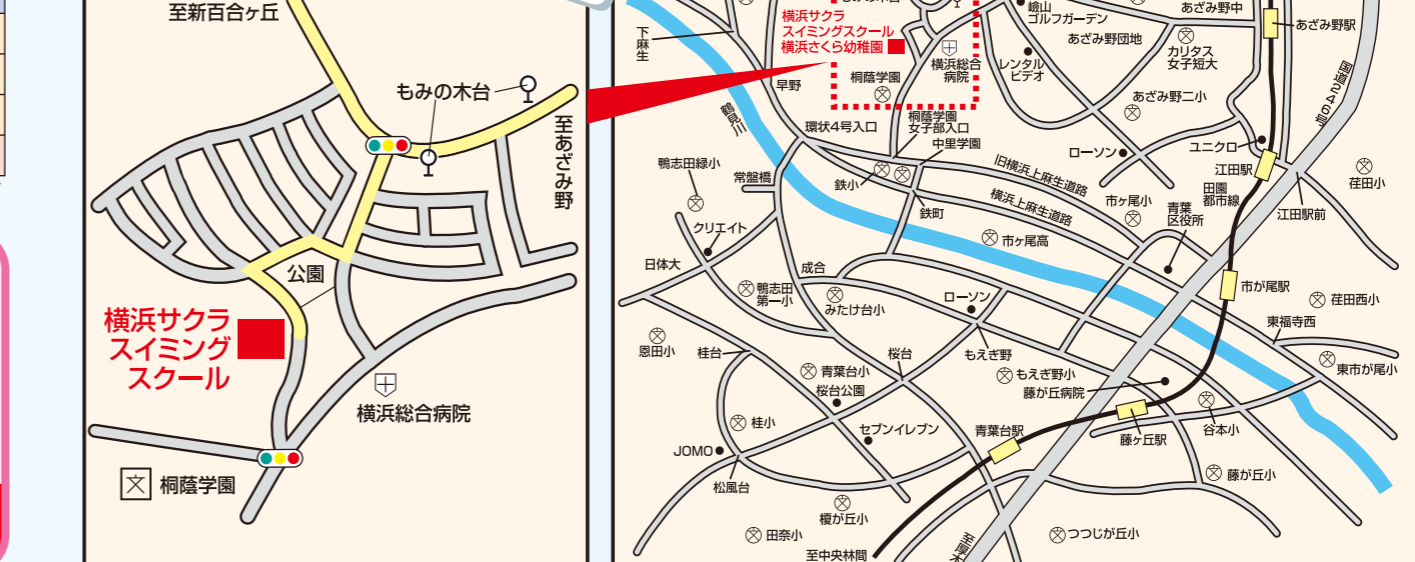 至新百合ヶ丘
もみの木台
至あざみ野
公園
横浜サクラ
スイミング
スクール
横浜総合病院
文
桐蔭学園
下麻生
横浜サクラ
スイミングスクール
横浜さくら幼稚園
嶮山
ゴルフガーデン
あざみ野中
あざみ野駅
あざみ野団地
カリタス
女子短大
レンタル
ビデオ
横浜総合
病院
桐蔭学園
早野
国道246号
あざみ野二小
鶴見川
環状4号入口
桐蔭学園
女子部入口
中里学園
ローソン
ユニクロ
江田駅
荏田小
鴨志田緑小
常盤橋
鉄小
旧横浜上麻生道路
横浜上麻生道路
田園
都市線
江田駅前
市ヶ尾小
青葉
区役所
鉄町
クリエイト
市ヶ尾高
日体大
成合
鴨志田
第一小
みたけ台小
ローソン
市が尾駅
荏田西小
東福寺西
恩田小
桂台
桜台
もえぎ野
青葉台小
もえぎ野小
東市が尾小
桜台公園
藤が丘病院
桂小
セブンイレブン
青葉台駅
藤ヶ丘駅
谷本小
JOMO
松風台
藤が丘小
榎が丘小
田奈小
つつじが丘小
至中央林間